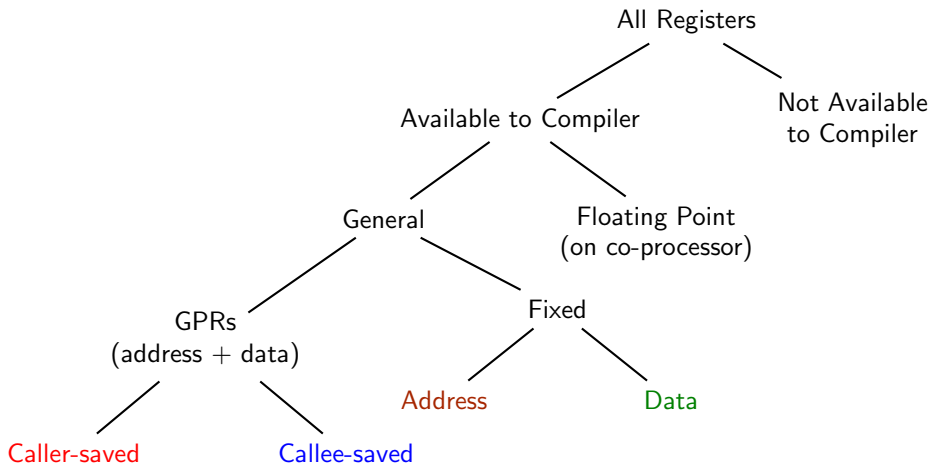 All Registers
Available to Compiler
Not Available
to Compiler
General
Floating Point
(on co-processor)
GPRs
(address + data)
Fixed
Address
Data
Caller-saved
Callee-saved